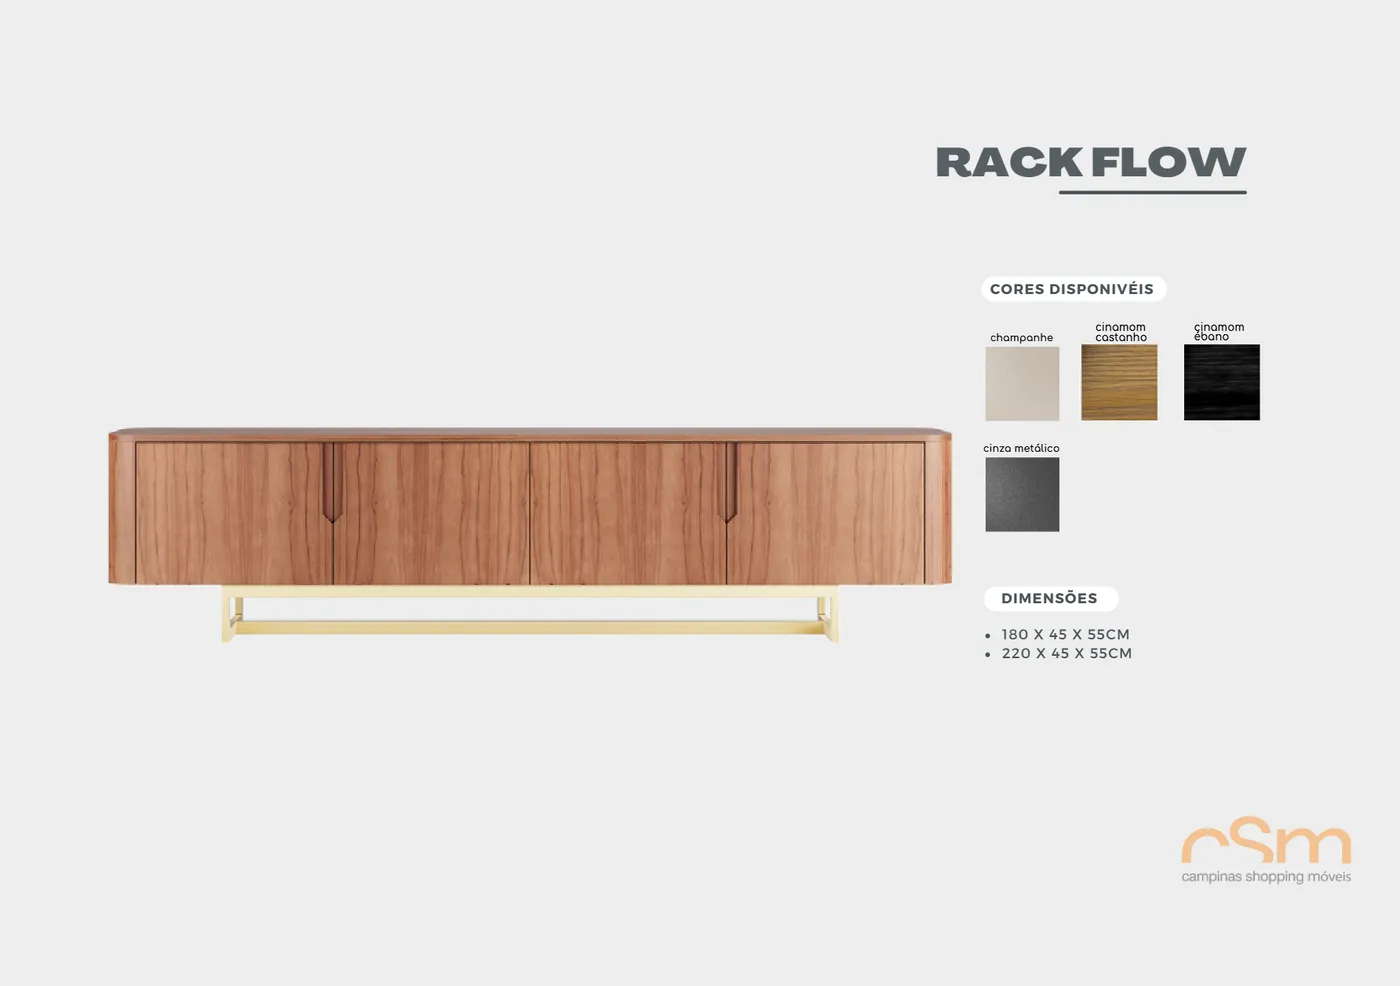 RACK FLOW
CORES DISPONIVÉIS
champanhe
cinamom
castanho
cinamom
ébano
cinza metálico
DIMENSÕES
• 180 X 45 X 55CM
• 220 X 45 X 55CM
rsm
campinas shopping móveis